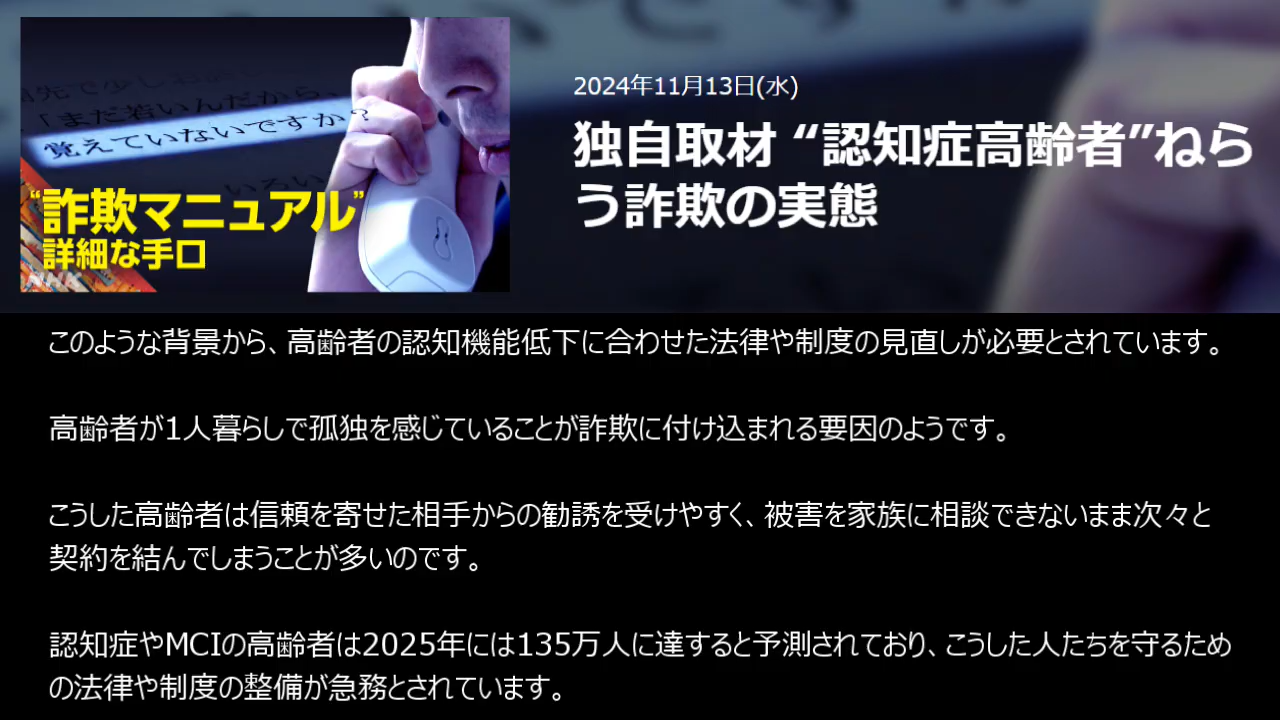 「まだ若いんだから、
覚えていないですか?
“詐欺マニュアル”
詳細な手口
NHK
2024年11月13日(水)
独自取材 “認知症高齢者”ねら
う詐欺の実態
このような背景から、高齢者の認知機能低下に合わせた法律や制度の見直しが必要とされています。
高齢者が1人暮らしで孤独を感じていることが詐欺に付け込まれる要因のようです。
こうした高齢者は信頼を寄せた相手からの勧誘を受けやすく、被害を家族に相談できないまま次々と
契約を結んでしまうことが多いのです。
認知症やMCIの高齢者は2025年には135万人に達すると予測されており、こうした人たちを守るため
の法律や制度の整備が急務とされています。